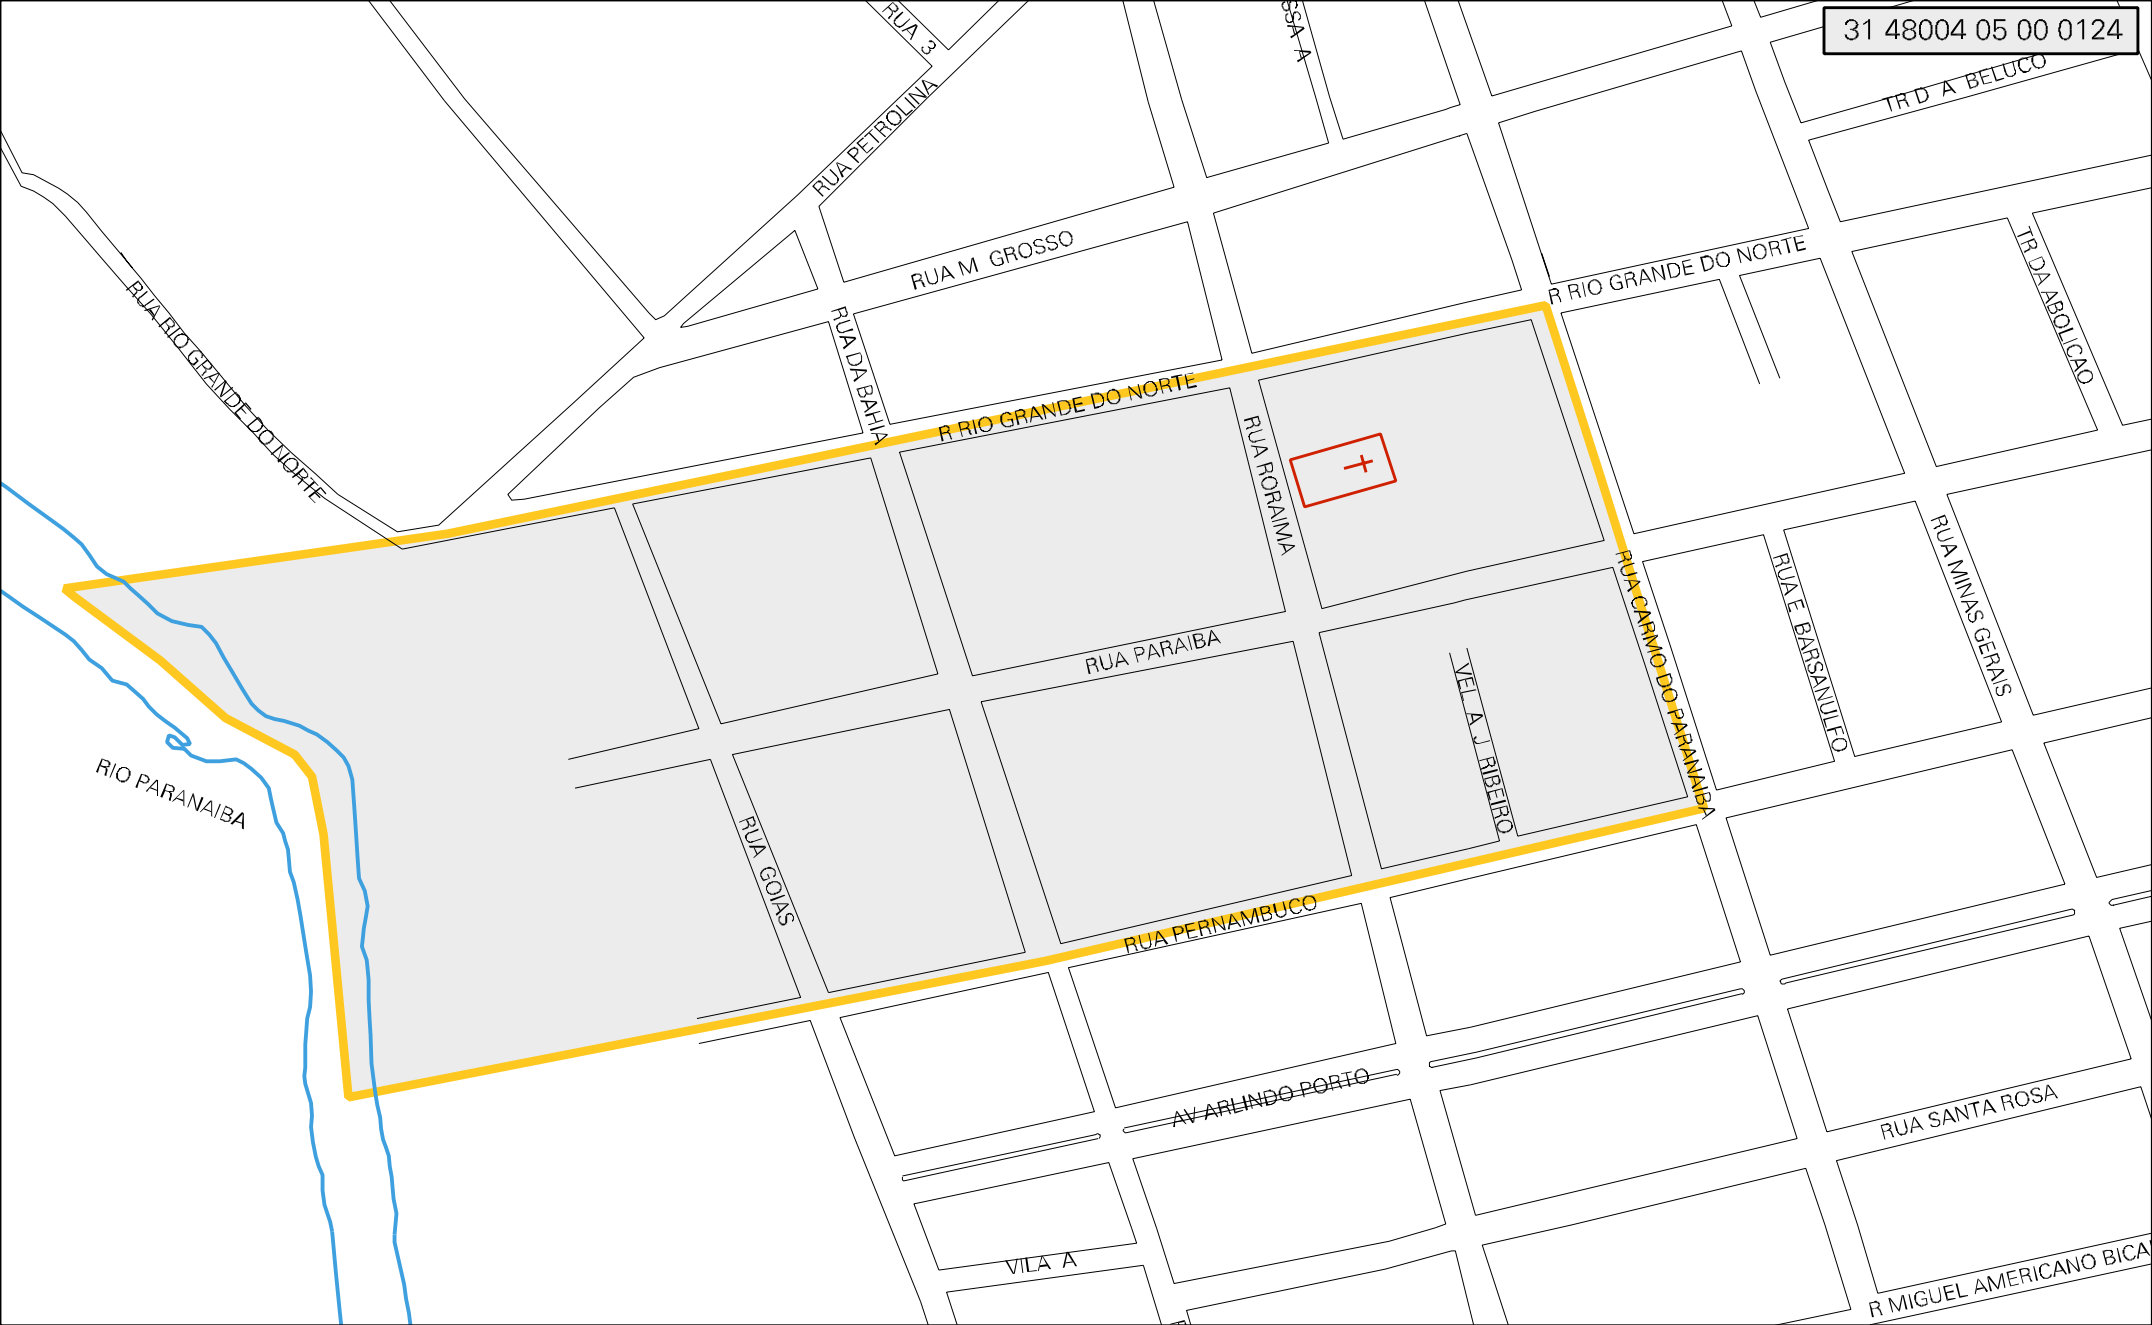 31 48004 05 00 0124
RUA 3
SSA A
TR D A BELUCO
RUA PETROLINA
RUA M GROSSO
R RIO GRANDE DO NORTE
TR DA ABOLICAO
RUA RIO GRANDE DO NORTE
RUA DA BAHIA
R RIO GRANDE DO NORTE
RUA RORAIMA
RUA MINAS GERAIS
RUA E BARSANULFO
RUA CARMO DO PARANAIBA
RUA PARAIBA
VEL A J RIBEIRO
RIO PARANAIBA
RUA GOIAS
RUA PERNAMBUCO
AV ARLINDO PORTO
RUA SANTA ROSA
VILA A
R MIGUEL AMERICANO BICA